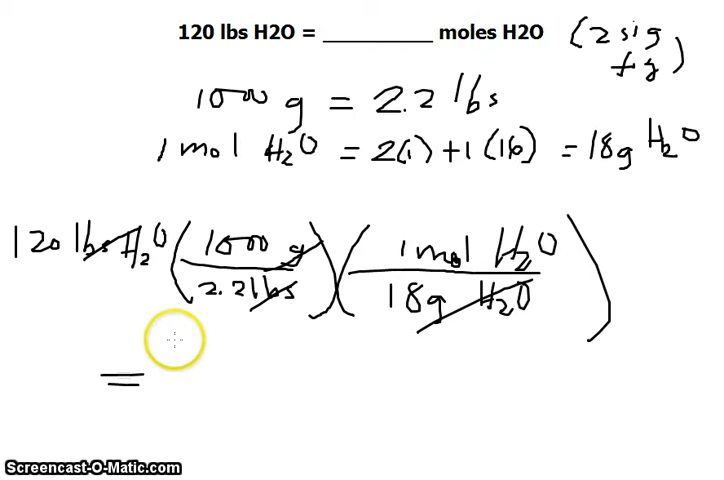 120 lbs H2O = __________ moles H2O (2 sig fig)
1000 g = 2.2 lbs
1 mol H₂O = 2(1) + 1(16) = 18g H₂O
120 lbs H₂O (1000 g / 2.2 lbs) (1 mol H₂O / 18g H₂O)
=
Screencast-O-Matic.com